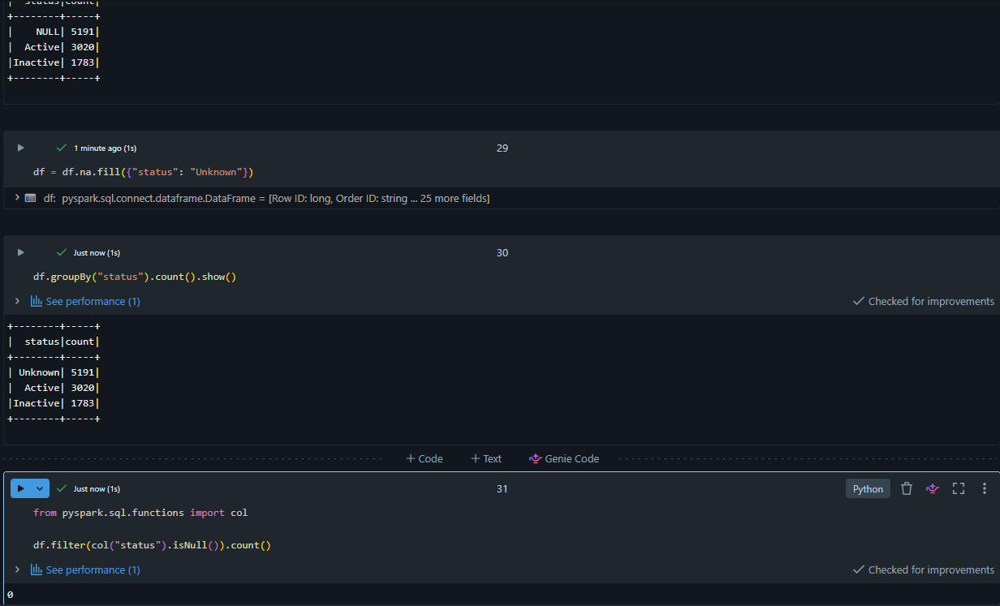 | status|count|
+--------+-----+
|    NULL| 5191|
|  Active| 3020|
|Inactive| 1783|
+--------+-----+
1 minute ago (1s)
29
df = df.na.fill({"status": "Unknown"})
df: pyspark.sql.connect.dataframe.DataFrame = [Row ID: long, Order ID: string ... 25 more fields]
Just now (1s)
30
df.groupBy("status").count().show()
See performance (1)
Checked for improvements
+--------+-----+
|  status|count|
+--------+-----+
| Unknown| 5191|
|  Active| 3020|
|Inactive| 1783|
+--------+-----+
+ Code + Text Genie Code
Just now (1s)
31
Python
from pyspark.sql.functions import col
df.filter(col("status").isNull()).count()
See performance (1)
Checked for improvements
0